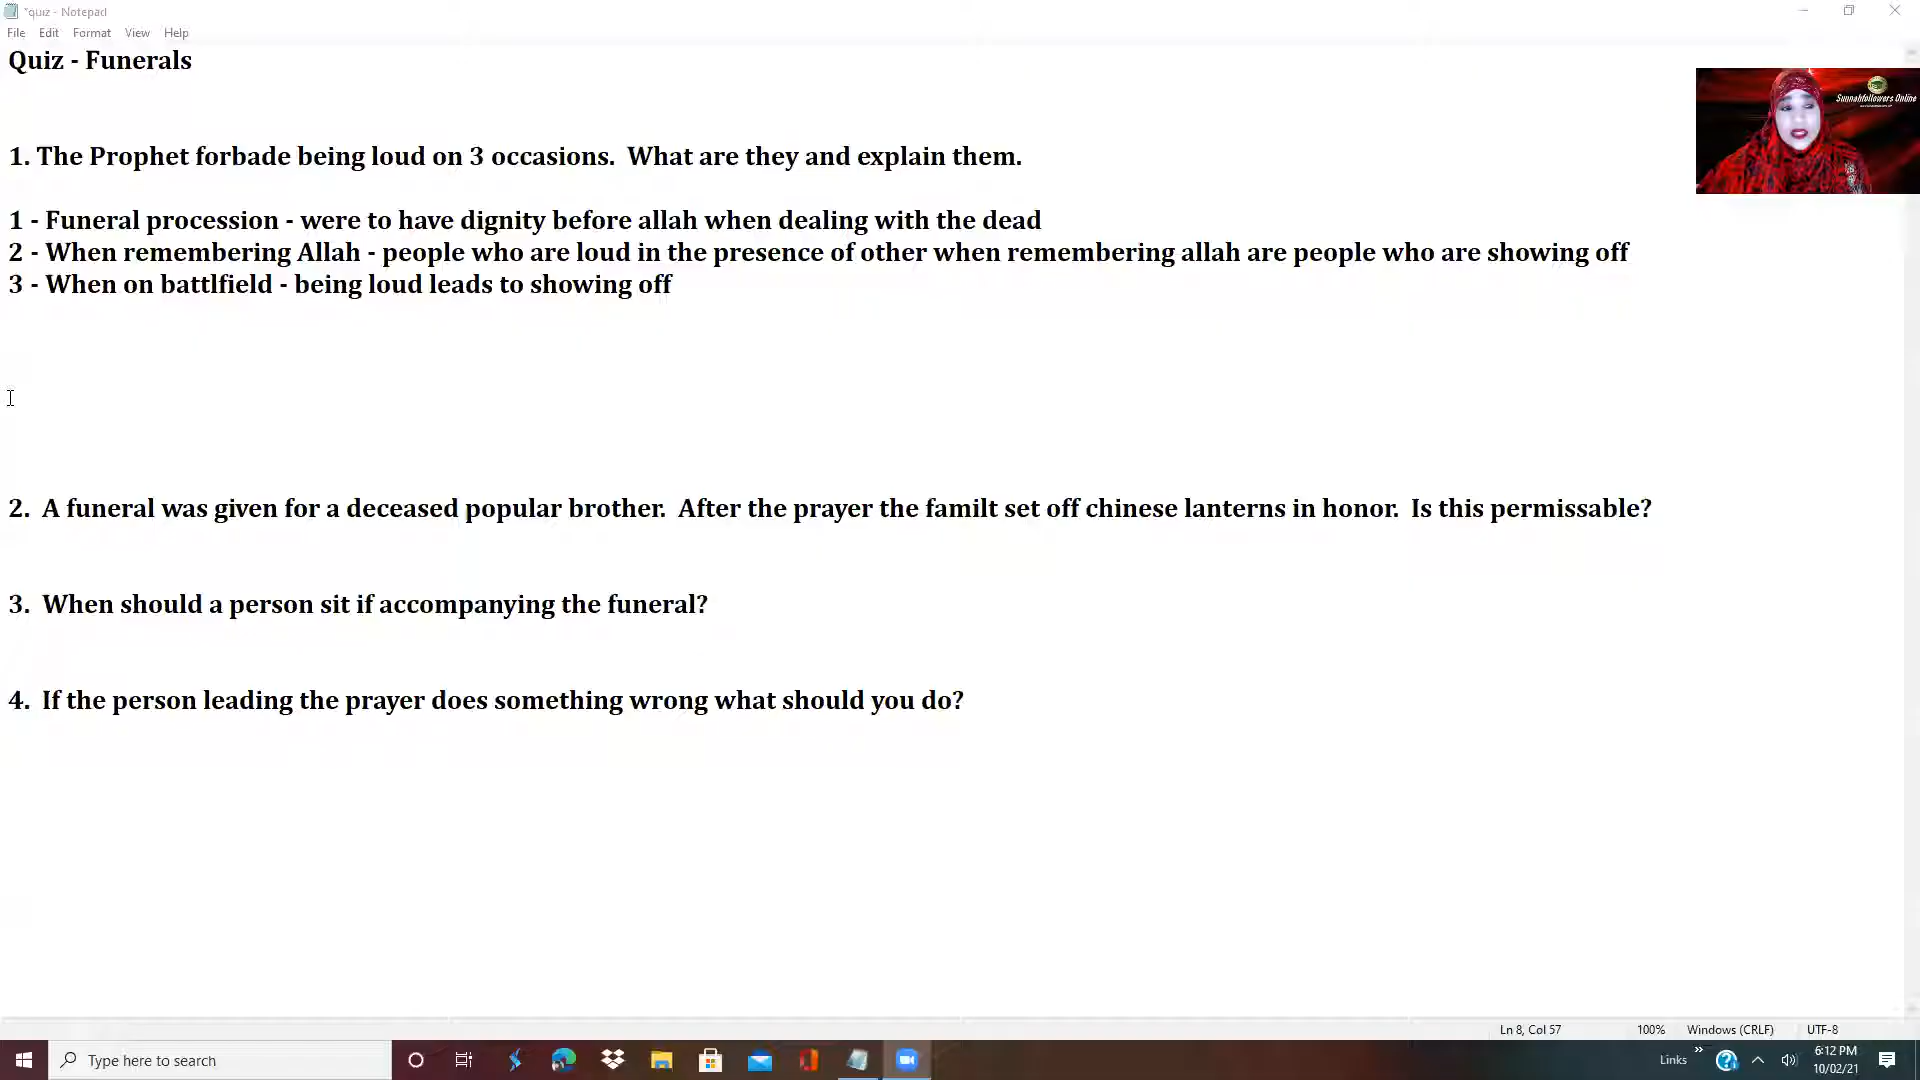 *quiz - Notepad
File Edit Format View Help
Quiz - Funerals
Sunnahfollowers Online
1. The Prophet forbade being loud on 3 occasions.  What are they and explain them.
1 - Funeral procession - were to have dignity before allah when dealing with the dead
2 - When remembering Allah - people who are loud in the presence of other when remembering allah are people who are showing off
3 - When on battlfield - being loud leads to showing off
2.  A funeral was given for a deceased popular brother.  After the prayer the familt set off chinese lanterns in honor.  Is this permissable?
3.  When should a person sit if accompanying the funeral?
4.  If the person leading the prayer does something wrong what should you do?
Ln 8, Col 57 100% Windows (CRLF) UTF-8
Type here to search
Links
6:12 PM
10/02/21